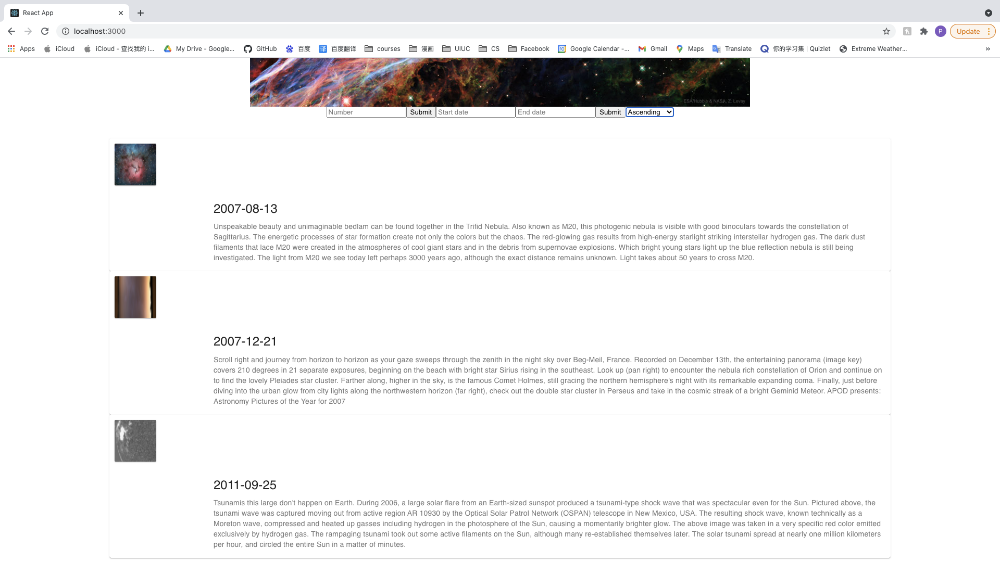 React App
localhost:3000
P
Update
Apps
iCloud
iCloud - 查找我的 i...
My Drive - Google...
GitHub
百度
译
百度翻译
courses
漫画
UIUC
CS
Facebook
10
Google Calendar -...
Gmail
Maps
Translate
Q
你的学习集 | Quizlet
Extreme Weather...
»
ESA/Hubble & NASA, Z. Levay
Number
Submit
Start date
End date
Submit
Ascending
2007-08-13
Unspeakable beauty and unimaginable bedlam can be found together in the Trifid Nebula. Also known as M20, this photogenic nebula is visible with good binoculars towards the constellation of
Sagittarius. The energetic processes of star formation create not only the colors but the chaos. The red-glowing gas results from high-energy starlight striking interstellar hydrogen gas. The dark dust
filaments that lace M20 were created in the atmospheres of cool giant stars and in the debris from supernovae explosions. Which bright young stars light up the blue reflection nebula is still being
investigated. The light from M20 we see today left perhaps 3000 years ago, although the exact distance remains unknown. Light takes about 50 years to cross M20.
2007-12-21
Scroll right and journey from horizon to horizon as your gaze sweeps through the zenith in the night sky over Beg-Meil, France. Recorded on December 13th, the entertaining panorama (image key)
covers 210 degrees in 21 separate exposures, beginning on the beach with bright star Sirius rising in the southeast. Look up (pan right) to encounter the nebula rich constellation of Orion and continue on
to find the lovely Pleiades star cluster. Farther along, higher in the sky, is the famous Comet Holmes, still gracing the northern hemisphere's night with its remarkable expanding coma. Finally, just before
diving into the urban glow from city lights along the northwestern horizon (far right), check out the double star cluster in Perseus and take in the cosmic streak of a bright Geminid Meteor. APOD presents:
Astronomy Pictures of the Year for 2007
2011-09-25
Tsunamis this large don't happen on Earth. During 2006, a large solar flare from an Earth-sized sunspot produced a tsunami-type shock wave that was spectacular even for the Sun. Pictured above, the
tsunami wave was captured moving out from active region AR 10930 by the Optical Solar Patrol Network (OSPAN) telescope in New Mexico, USA. The resulting shock wave, known technically as a
Moreton wave, compressed and heated up gasses including hydrogen in the photosphere of the Sun, causing a momentarily brighter glow. The above image was taken in a very specific red color emitted
exclusively by hydrogen gas. The rampaging tsunami took out some active filaments on the Sun, although many re-established themselves later. The solar tsunami spread at nearly one million kilometers
per hour, and circled the entire Sun in a matter of minutes.